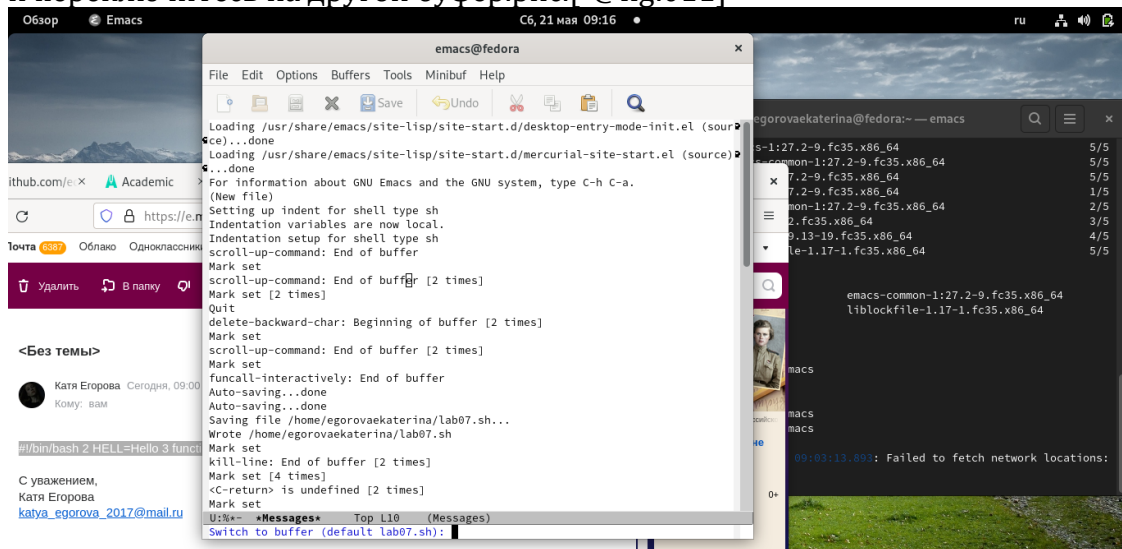 Обзор Emacs Сб, 21 мая 09:16 ru
emacs@fedora
File Edit Options Buffers Tools Minibuf Help
Save Undo
Loading /usr/share/emacs/site-lisp/site-start.d/desktop-entry-mode-init.el (sour
ce)...done
Loading /usr/share/emacs/site-lisp/site-start.d/mercurial-site-start.el (source)
...done
For information about GNU Emacs and the GNU system, type C-h C-a.
(New file)
Setting up indent for shell type sh
Indentation variables are now local.
Indentation setup for shell type sh
scroll-up-command: End of buffer
Mark set
scroll-up-command: End of buffer [2 times]
Mark set [2 times]
Quit
delete-backward-char: Beginning of buffer [2 times]
Mark set
scroll-up-command: End of buffer [2 times]
Mark set
funcall-interactively: End of buffer
Auto-saving...done
Auto-saving...done
Saving file /home/egorovaekaterina/lab07.sh...
Wrote /home/egorovaekaterina/lab07.sh
Mark set
kill-line: End of buffer [2 times]
Mark set [4 times]
<C-return> is undefined [2 times]
Mark set
U:%*- *Messages* Top L10 (Messages)
Switch to buffer (default lab07.sh):
ithub.com/e Academic
https://e.m
Почта 6387 Облако Одноклассник
Удалить В папку
<Без темы>
Катя Егорова Сегодня, 09:00
Кому: вам
#!/bin/bash 2 HELL=Hello 3 functi
С уважением,
Катя Егорова
katya_egorova_2017@mail.ru
0+
egorovaekaterina@fedora:~ — emacs
s-1:27.2-9.fc35.x86_64 5/5
s-common-1:27.2-9.fc35.x86_64 5/5
7.2-9.fc35.x86_64 5/5
7.2-9.fc35.x86_64 1/5
mon-1:27.2-9.fc35.x86_64 2/5
2.fc35.x86_64 3/5
9.13-19.fc35.x86_64 4/5
le-1.17-1.fc35.x86_64 5/5
emacs-common-1:27.2-9.fc35.x86_64
liblockfile-1.17-1.fc35.x86_64
macs
macs
macs
09:03:13.893: Failed to fetch network locations: